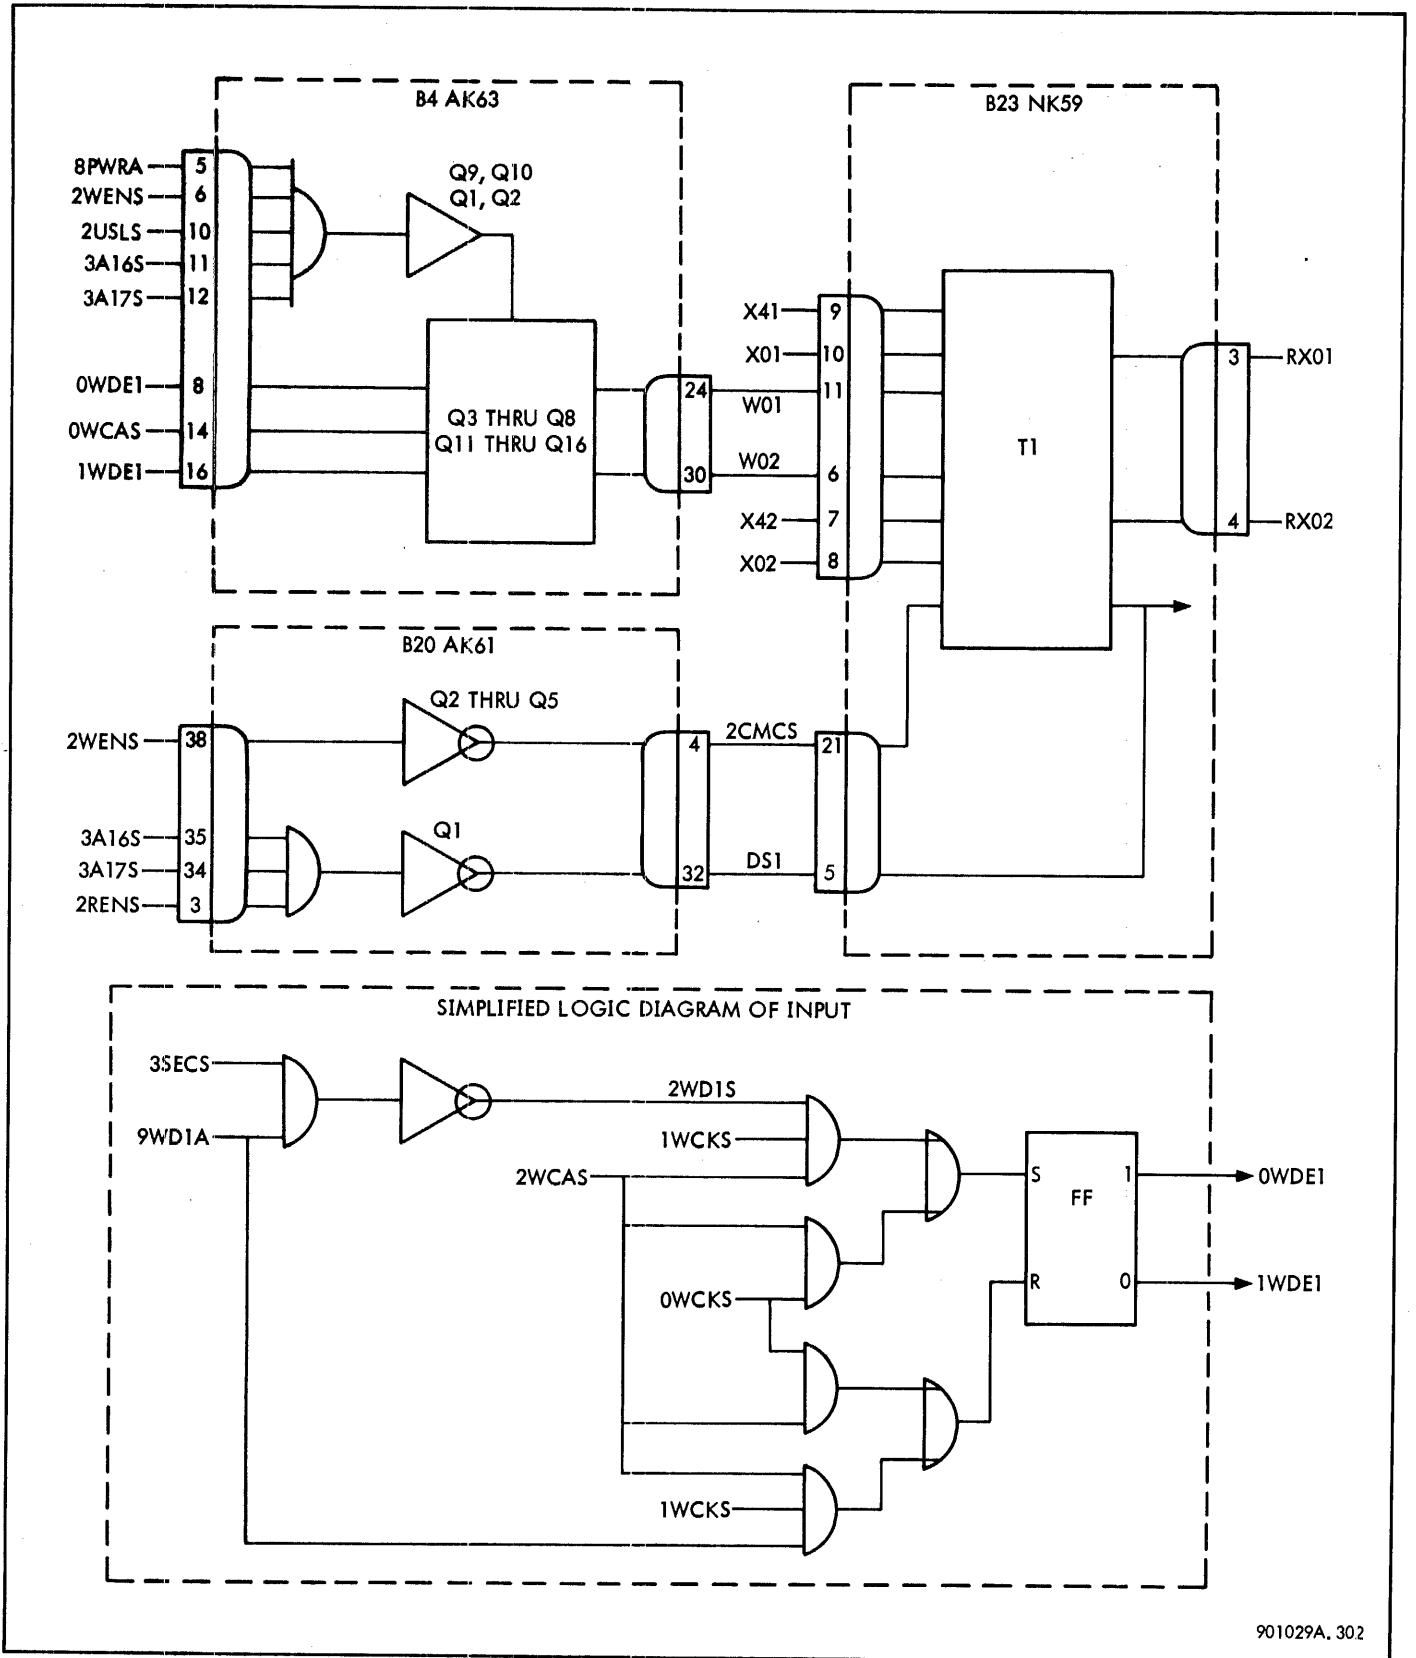 B4 AK63
8PWRA 5
2WENS 6
2USLS 10
3A16S 11
3A17S 12
0WDE1 8
0WCAS 14
1WDE1 16
Q9, Q10
Q1, Q2
Q3 THRU Q8
Q11 THRU Q16
24
W01
W02
30
B23 NK59
X41 9
X01 10
11
6
X42 7
X02 8
T1
3 RX01
4 RX02
B20 AK61
2WENS 38
3A16S 35
3A17S 34
2RENS 3
Q2 THRU Q5
Q1
4 2CMCS 21
32 DS1 5
SIMPLIFIED LOGIC DIAGRAM OF INPUT
3SECS
9WD1A
2WD1S
1WCKS
2WCAS
0WCKS
1WCKS
S 1
FF
R 0
0WDE1
1WDE1
901029A. 302